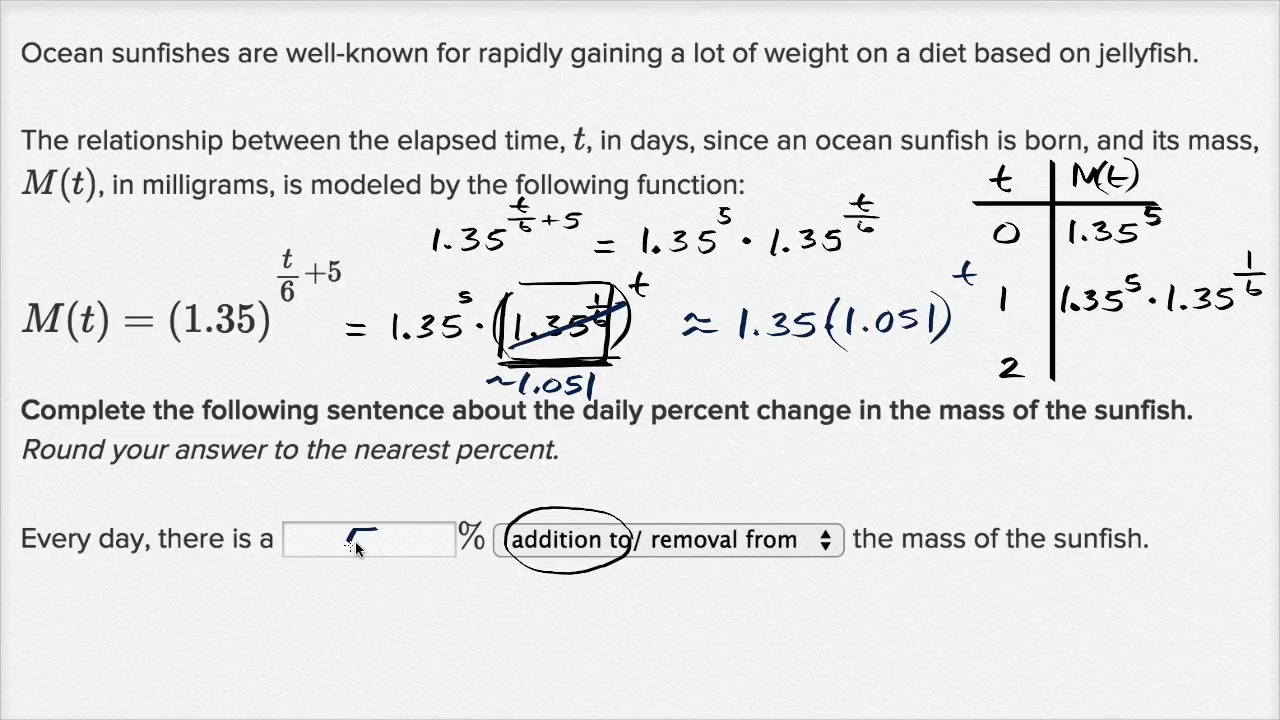 Ocean sunfishes are well-known for rapidly gaining a lot of weight on a diet based on jellyfish.
The relationship between the elapsed time, t, in days, since an ocean sunfish is born, and its mass,
M(t), in milligrams, is modeled by the following function:
t M(t)
1.35^(t/6 + 5) = 1.35^5 · 1.35^(t/6)
0 1.35^5
M(t) = (1.35)^(t/6 + 5) = 1.35^5 · (1.35^(1/6))^t ≈ 1.35(1.051)^t
1 1.35^5 · 1.35^(1/6)
~1.051
2
Complete the following sentence about the daily percent change in the mass of the sunfish.
Round your answer to the nearest percent.
Every day, there is a % addition to/ removal from the mass of the sunfish.